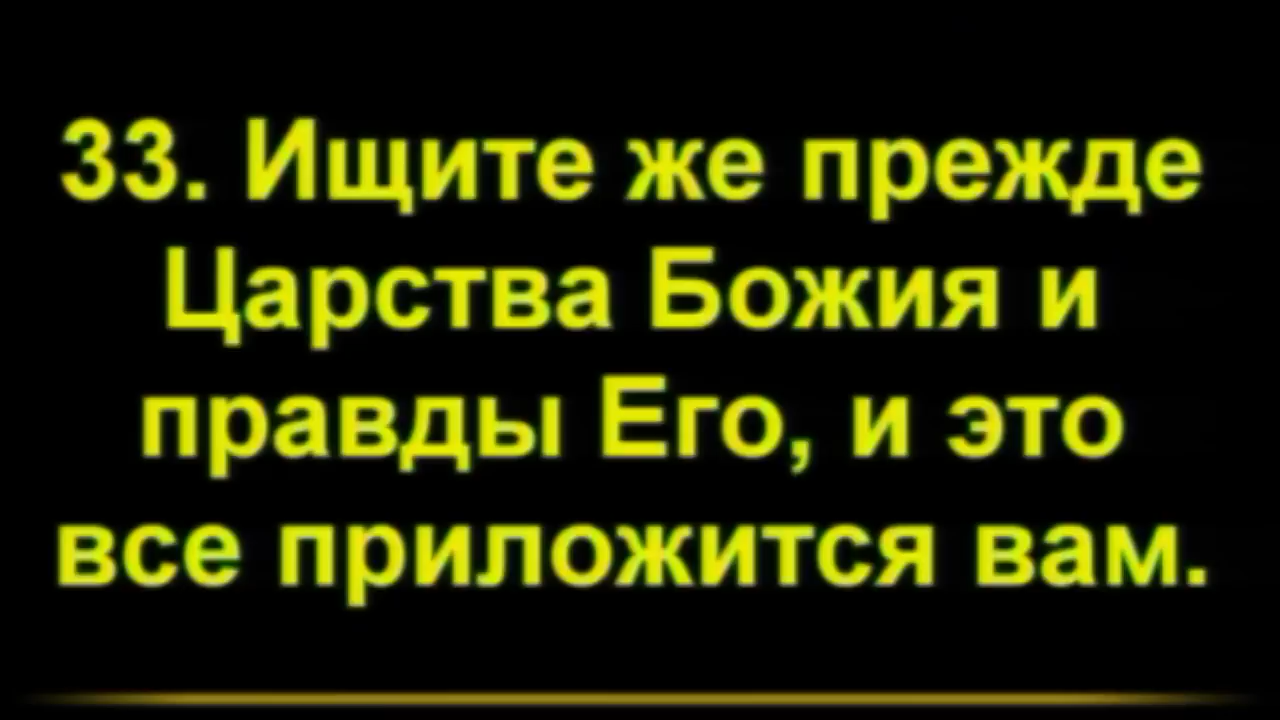 33. Ищите же прежде
Царства Божия и
правды Его, и это
все приложится вам.